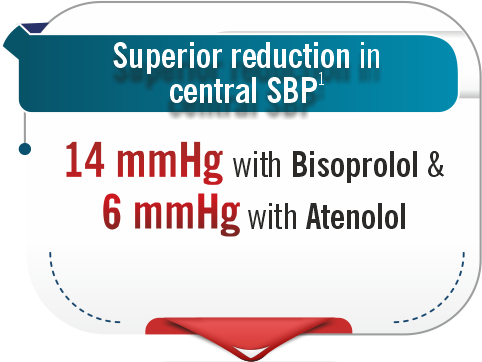 Superior reduction in
central SBP1
14 mmHg with Bisoprolol &
6 mmHg with Atenolol